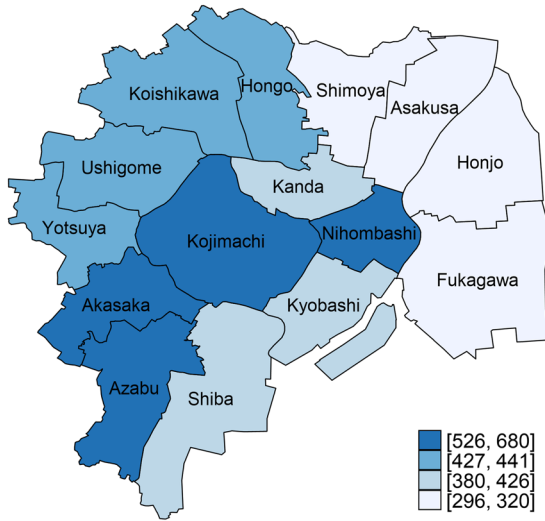 Koishikawa
Hongo
Shimoya
Asakusa
Ushigome
Kanda
Honjo
Yotsuya
Kojimachi
Nihombashi
Akasaka
Kyobashi
Fukagawa
Azabu
Shiba
[526, 680]
[427, 441]
[380, 426]
[296, 320]